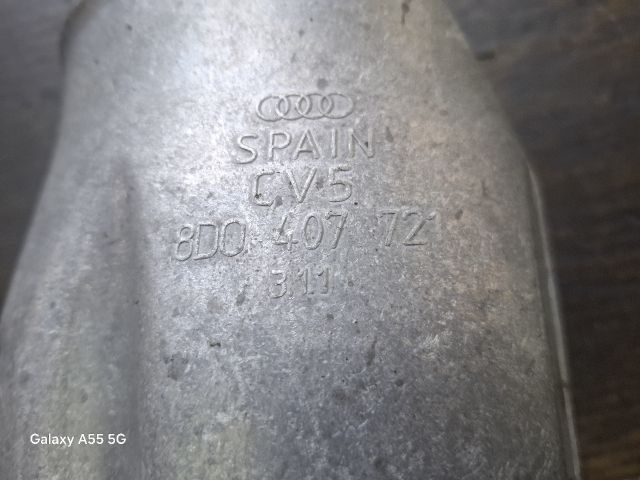 SPAIN
CV5
8D0 407 721
3.11
Galaxy A55 5G